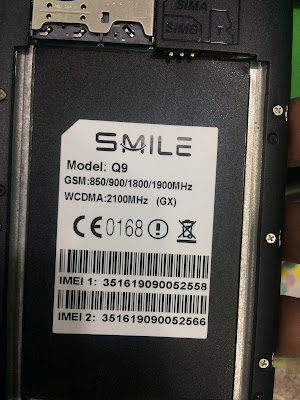 SIMA
SIMB
T
SMILE
Model: Q9
GSM:850/900/1800/1900MHz
WCDMA:2100MHz (GX)
CE0168
IMEI 1: 351619090052558
IMEI 2: 351619090052566